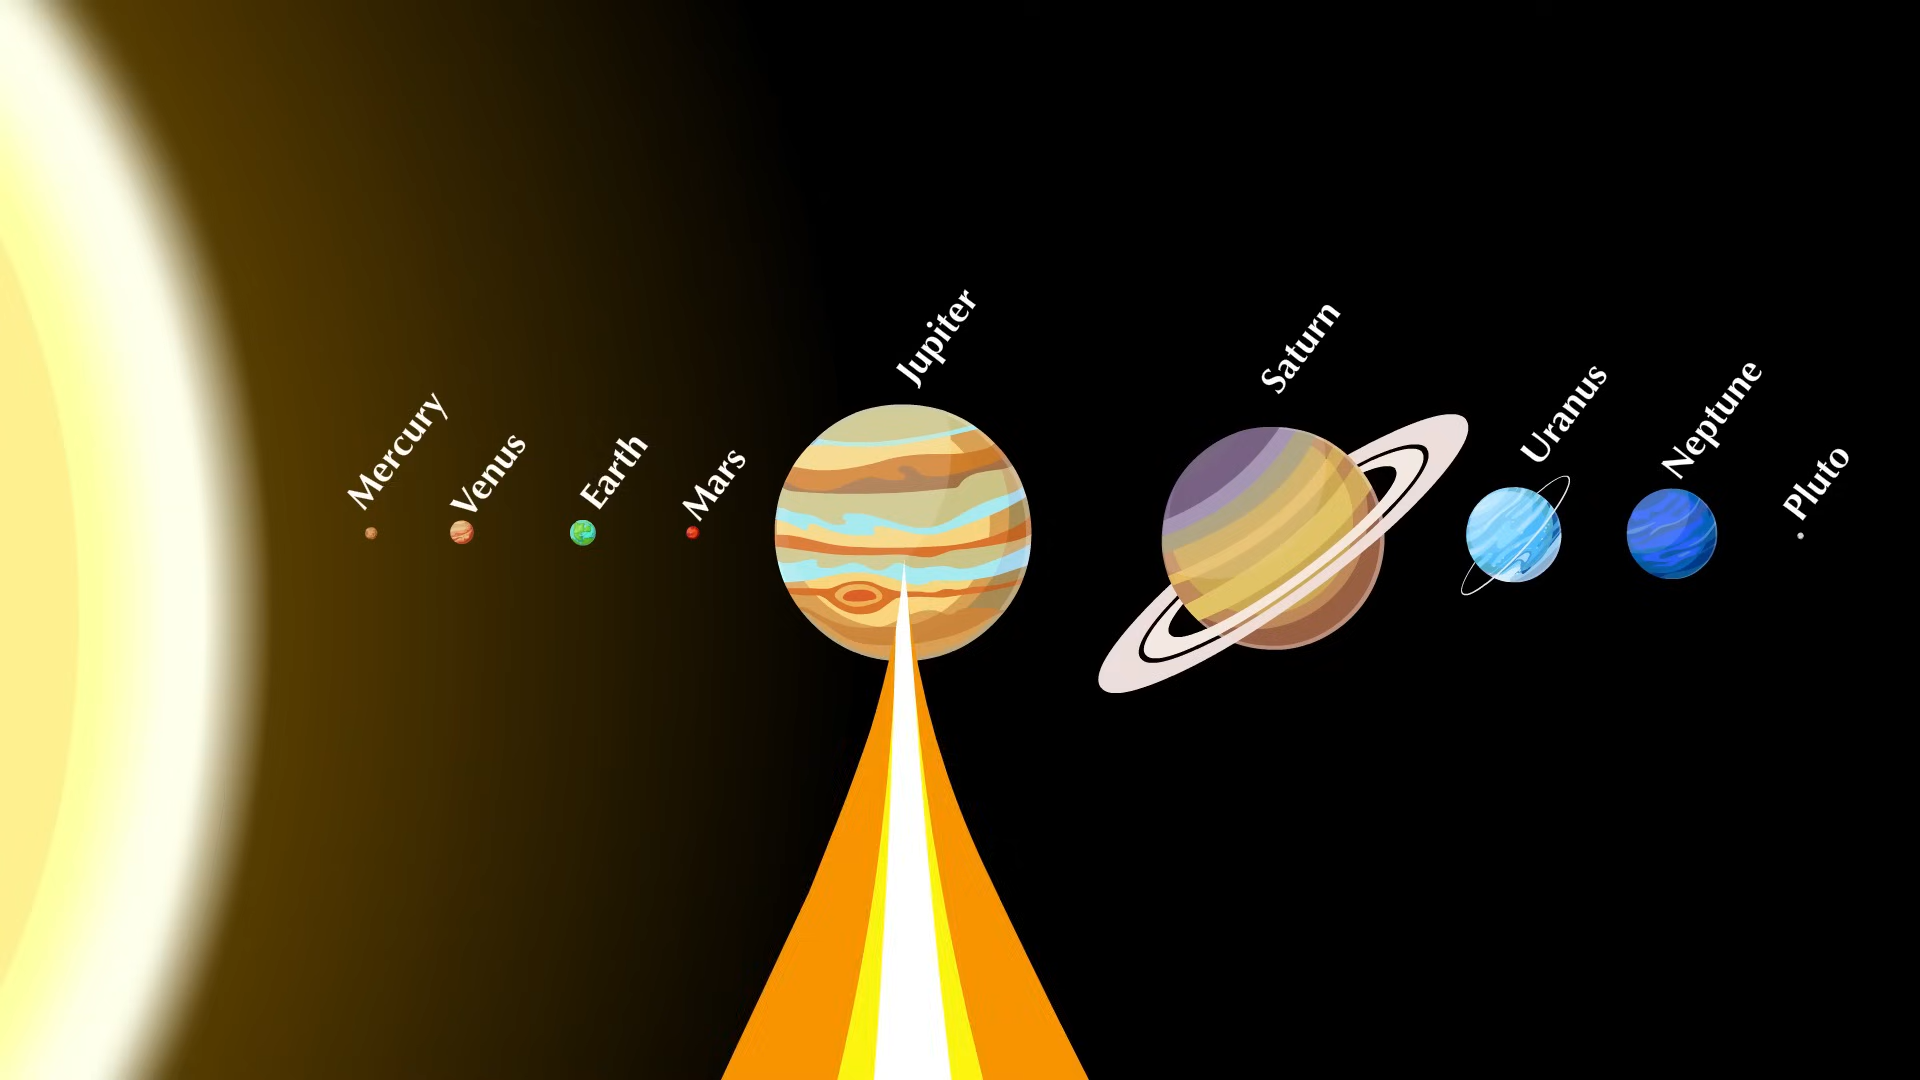 Mercury
Venus
Earth
Mars
Jupiter
Saturn
Uranus
Neptune
Pluto